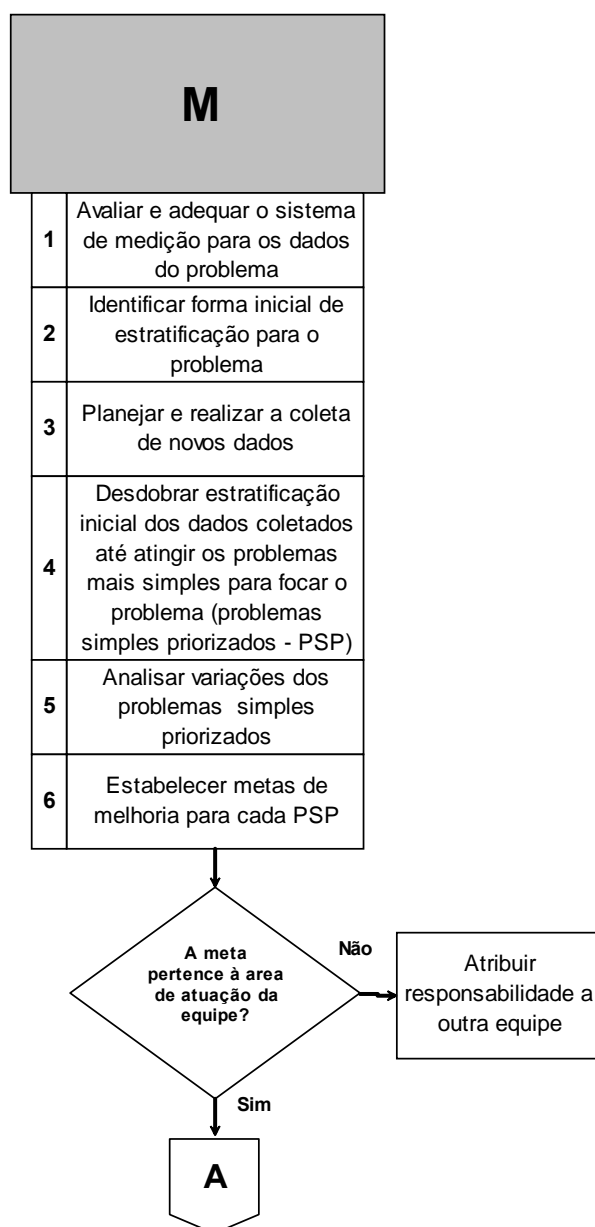 M
1
Avaliar e adequar o sistema
de medição para os dados
do problema
2
Identificar forma inicial de
estratificação para o
problema
3
Planejar e realizar a coleta
de novos dados
4
Desdobrar estratificação
inicial dos dados coletados
até atingir os problemas
mais simples para focar o
problema (problemas
simples priorizados - PSP)
5
Analisar variações dos
problemas simples
priorizados
6
Estabelecer metas de
melhoria para cada PSP
A meta
pertence à area
de atuação da
equipe?
Não
Atribuir
responsabilidade a
outra equipe
Sim
A